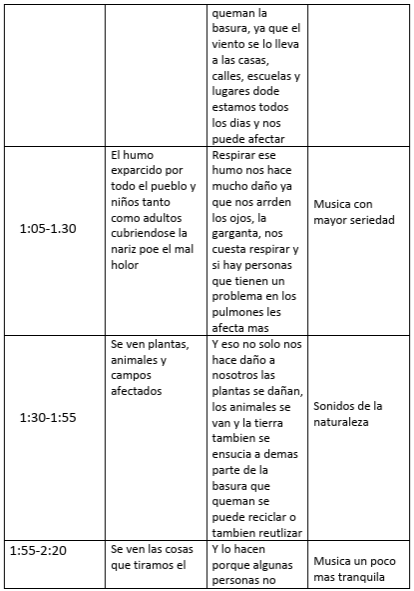 queman la
basura, ya que el
viento se lo lleva
a las casas,
calles, escuelas y
lugares dode
estamos todos
los dias y nos
puede afectar
1:05-1.30
El humo
exparcido por
todo el pueblo y
niños tanto
como adultos
cubriendose la
nariz poe el mal
holor
Respirar ese
humo nos hace
mucho daño ya
que nos arrden
los ojos, la
garganta, nos
cuesta respirar y
si hay personas
que tienen un
problema en los
pulmones les
afecta mas
Musica con
mayor seriedad
1:30-1:55
Se ven plantas,
animales y
campos
afectados
Y eso no solo nos
hace daño a
nosotros las
plantas se dañan,
los animales se
van y la tierra
tambien se
ensucia a demas
parte de la
basura que
queman se
puede reciclar o
tambien reutlizar
Sonidos de la
naturaleza
1:55-2:20
Se ven las cosas
que tiramos el
Y lo hacen
porque algunas
personas no
Musica un poco
mas tranquila